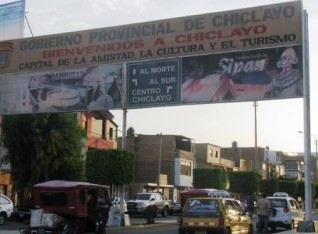 GOBIERNO PROVINCIAL DE CHICLAYO
BIENVENIDOS A CHICLAYO
CAPITAL DE LA AMISTAD, LA CULTURA Y EL TURISMO
AL NORTE
AL SUR
CENTRO
CHICLAYO
Sipan